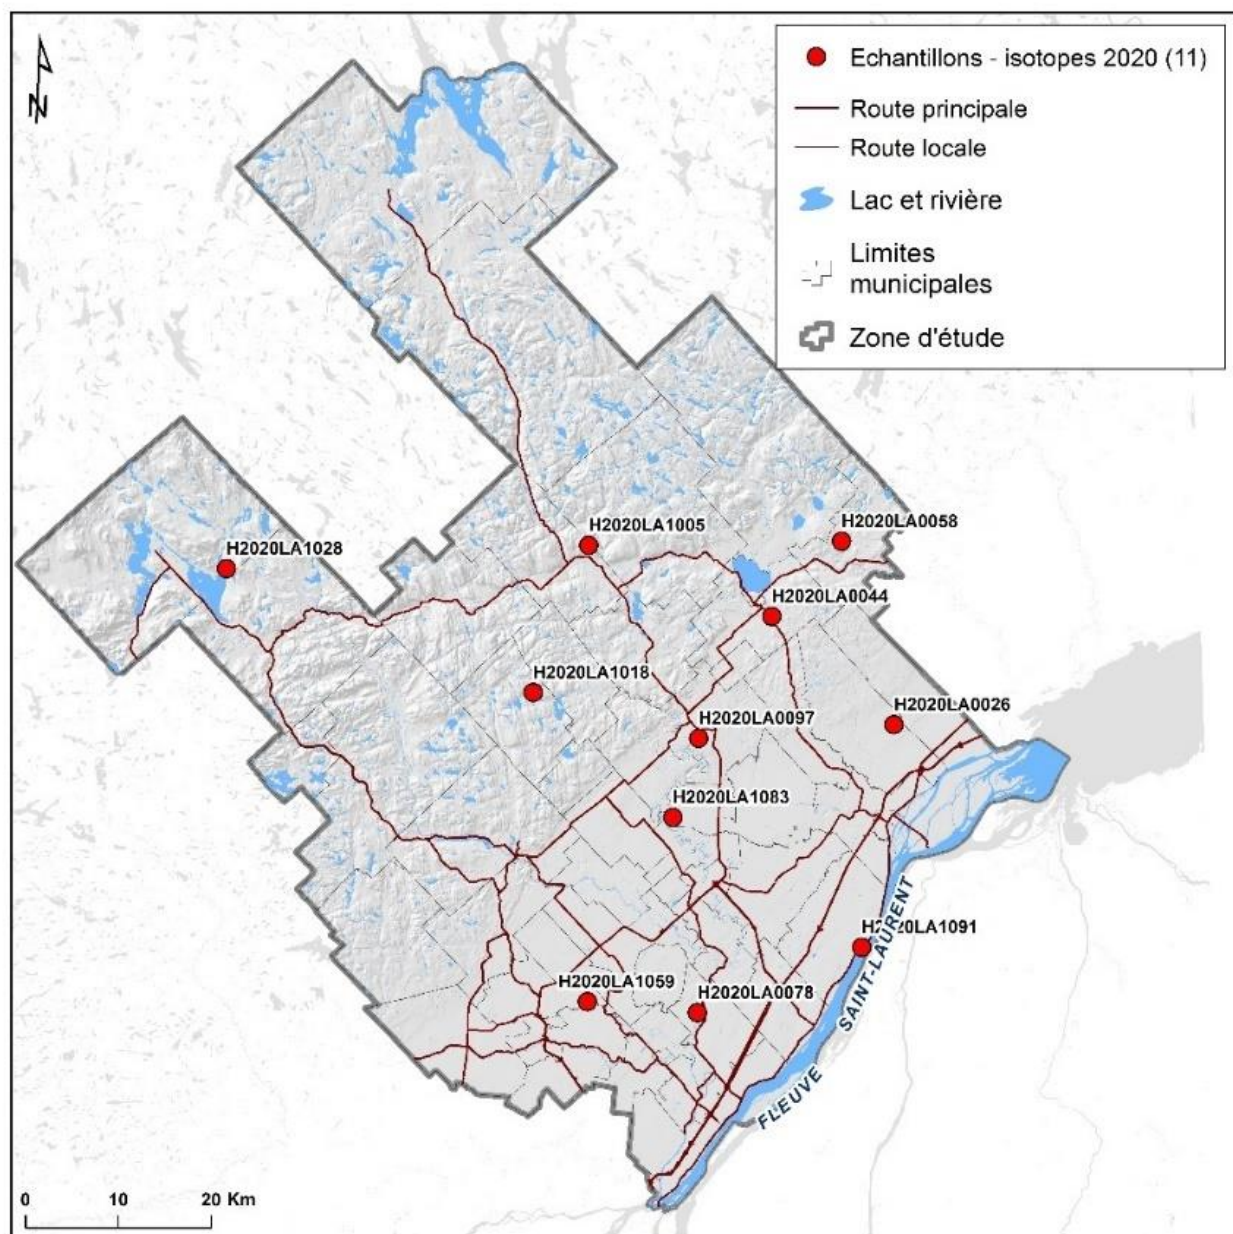 N
Echantillons - isotopes 2020 (11)
Route principale
Route locale
Lac et rivière
Limites
municipales
Zone d'étude
H2020LA1005
H2020LA0058
H2020LA1028
H2020LA0044
H2020LA1018
H2020LA0026
H2020LA0097
H2020LA1083
H2020LA1091
H2020LA1059
H2020LA0078
FLEUVE SAINT-LAURENT
0 10 20 Km